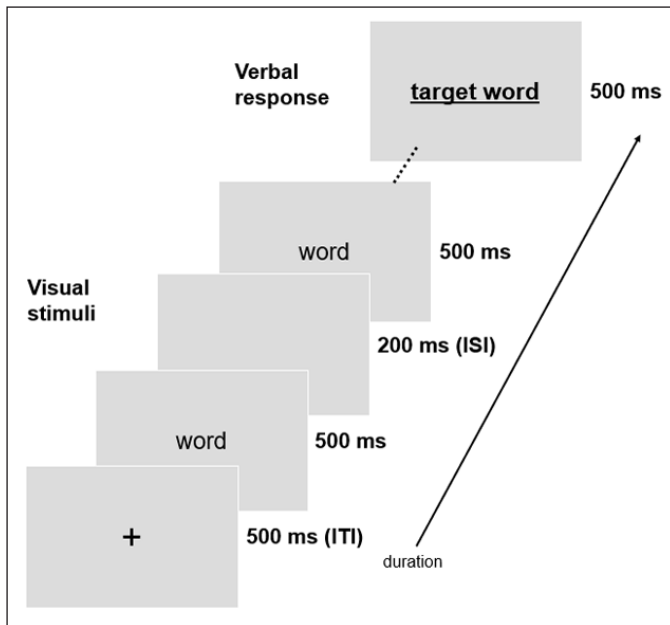 Verbal
response
target word
500 ms
word
500 ms
Visual
stimuli
200 ms (ISI)
word
500 ms
+
500 ms (ITI)
duration